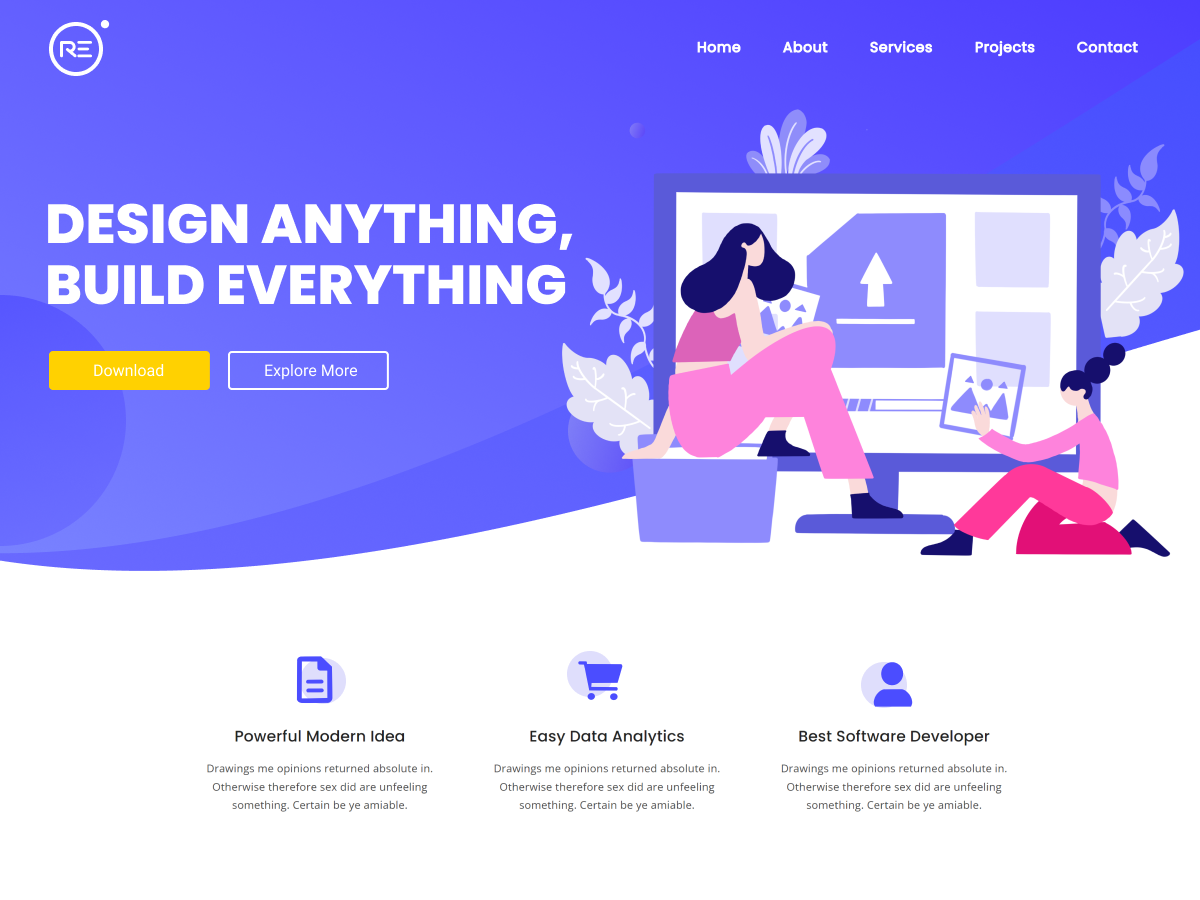 RE
Home About Services Projects Contact
DESIGN ANYTHING,
BUILD EVERYTHING
Download Explore More
Powerful Modern Idea
Drawings me opinions returned absolute in.
Otherwise therefore sex did are unfeeling
something. Certain be ye amiable.
Easy Data Analytics
Drawings me opinions returned absolute in.
Otherwise therefore sex did are unfeeling
something. Certain be ye amiable.
Best Software Developer
Drawings me opinions returned absolute in.
Otherwise therefore sex did are unfeeling
something. Certain be ye amiable.